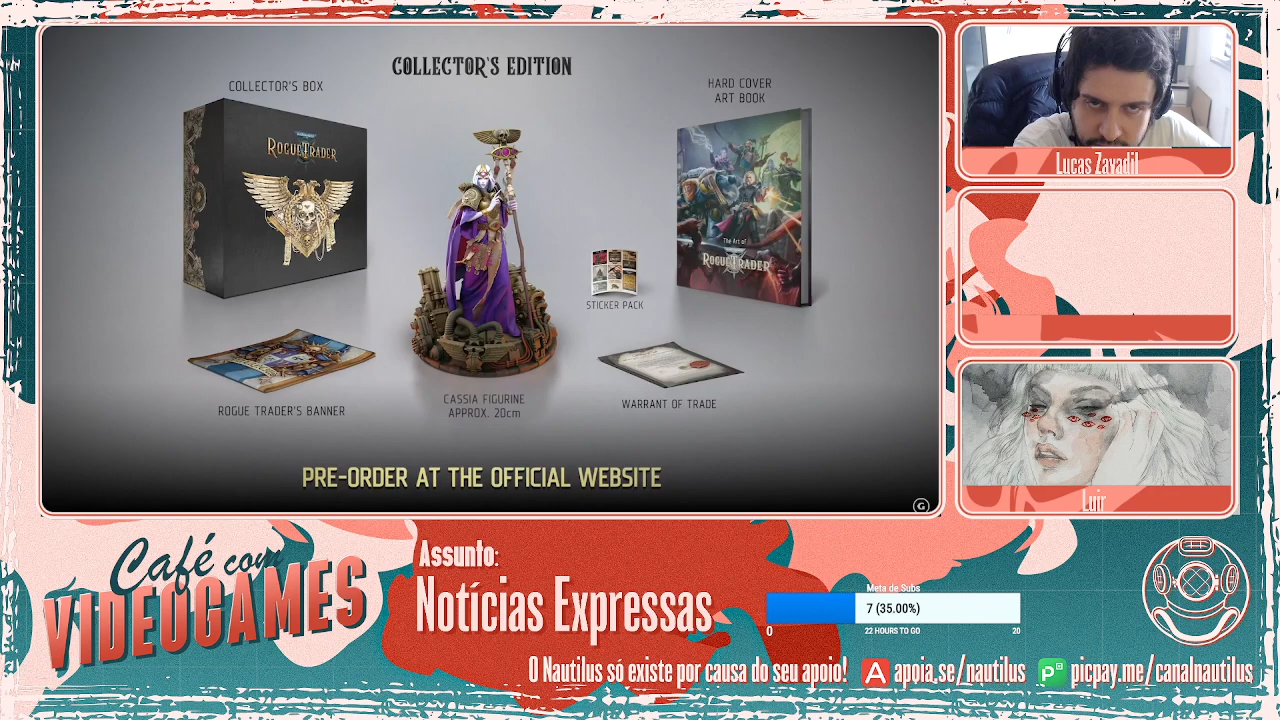 COLLECTOR'S EDITION
COLLECTOR'S BOX
HARD COVER
ART BOOK
ROGUE TRADER
The Art of
ROGUE TRADER
STICKER PACK
ROGUE TRADER'S BANNER
CASSIA FIGURINE
APPROX. 20cm
WARRANT OF TRADE
PRE-ORDER AT THE OFFICIAL WEBSITE
G
Lucas Zavadil
Luir
Café com
VIDEOGAMES
Assunto:
Notícias Expressas
Meta de Subs
7 (35.00%)
0
22 HOURS TO GO
20
O Nautilus só existe por causa do seu apoio!
apoia.se/nautilus
picpay.me/canalnautilus